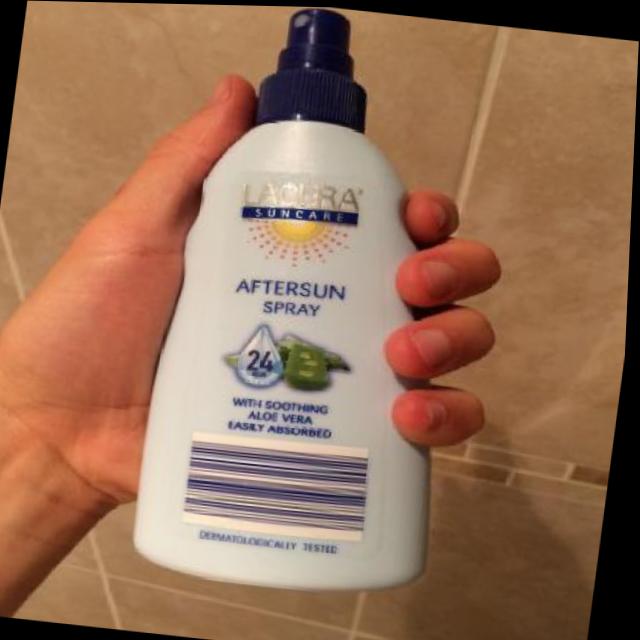 LACURA
SUNCARE
AFTERSUN
SPRAY
24
WITH SOOTHING
ALOE VERA
EASILY ABSORBED
DERMATOLOGICALLY TESTED